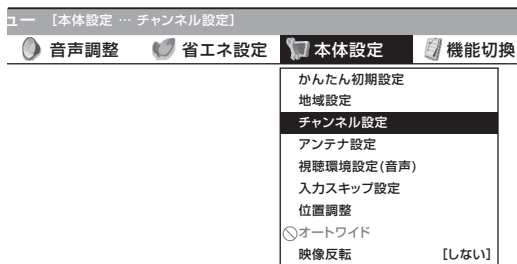 ュー [本体設定 … チャンネル設定]
音声調整 省エネ設定 本体設定 機能切換
かんたん初期設定
地域設定
チャンネル設定
アンテナ設定
視聴環境設定(音声)
入力スキップ設定
位置調整
オートワイド
映像反転 [しない]